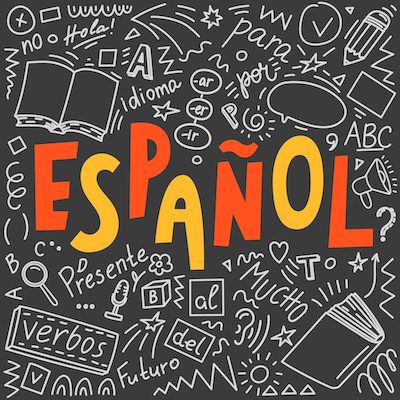 no
Hola!
A
idioma
-ar
-er
-ir
para
por
ABC
ESPAÑOL
?
B
C
A
Presente
B
al
MUCHO
T
verbos
del
Futuro
V